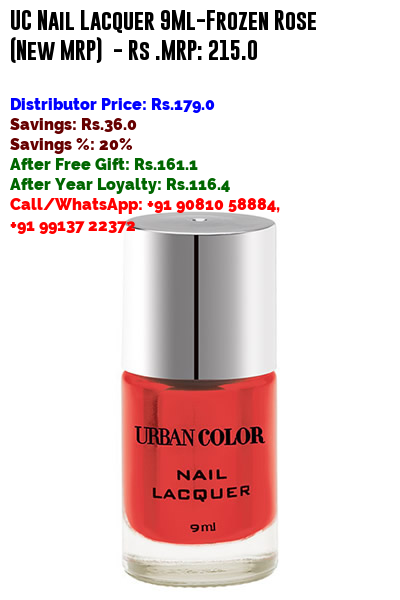 UC Nail Lacquer 9Ml-Frozen Rose
(New MRP) - Rs .MRP: 215.0
Distributor Price: Rs.179.0
Savings: Rs.36.0
Savings %: 20%
After Free Gift: Rs.161.1
After Year Loyalty: Rs.116.4
Call/WhatsApp: +91 90810 58884,
+91 99137 22372
URBAN COLOR
NAIL
LACQUER
9 ml